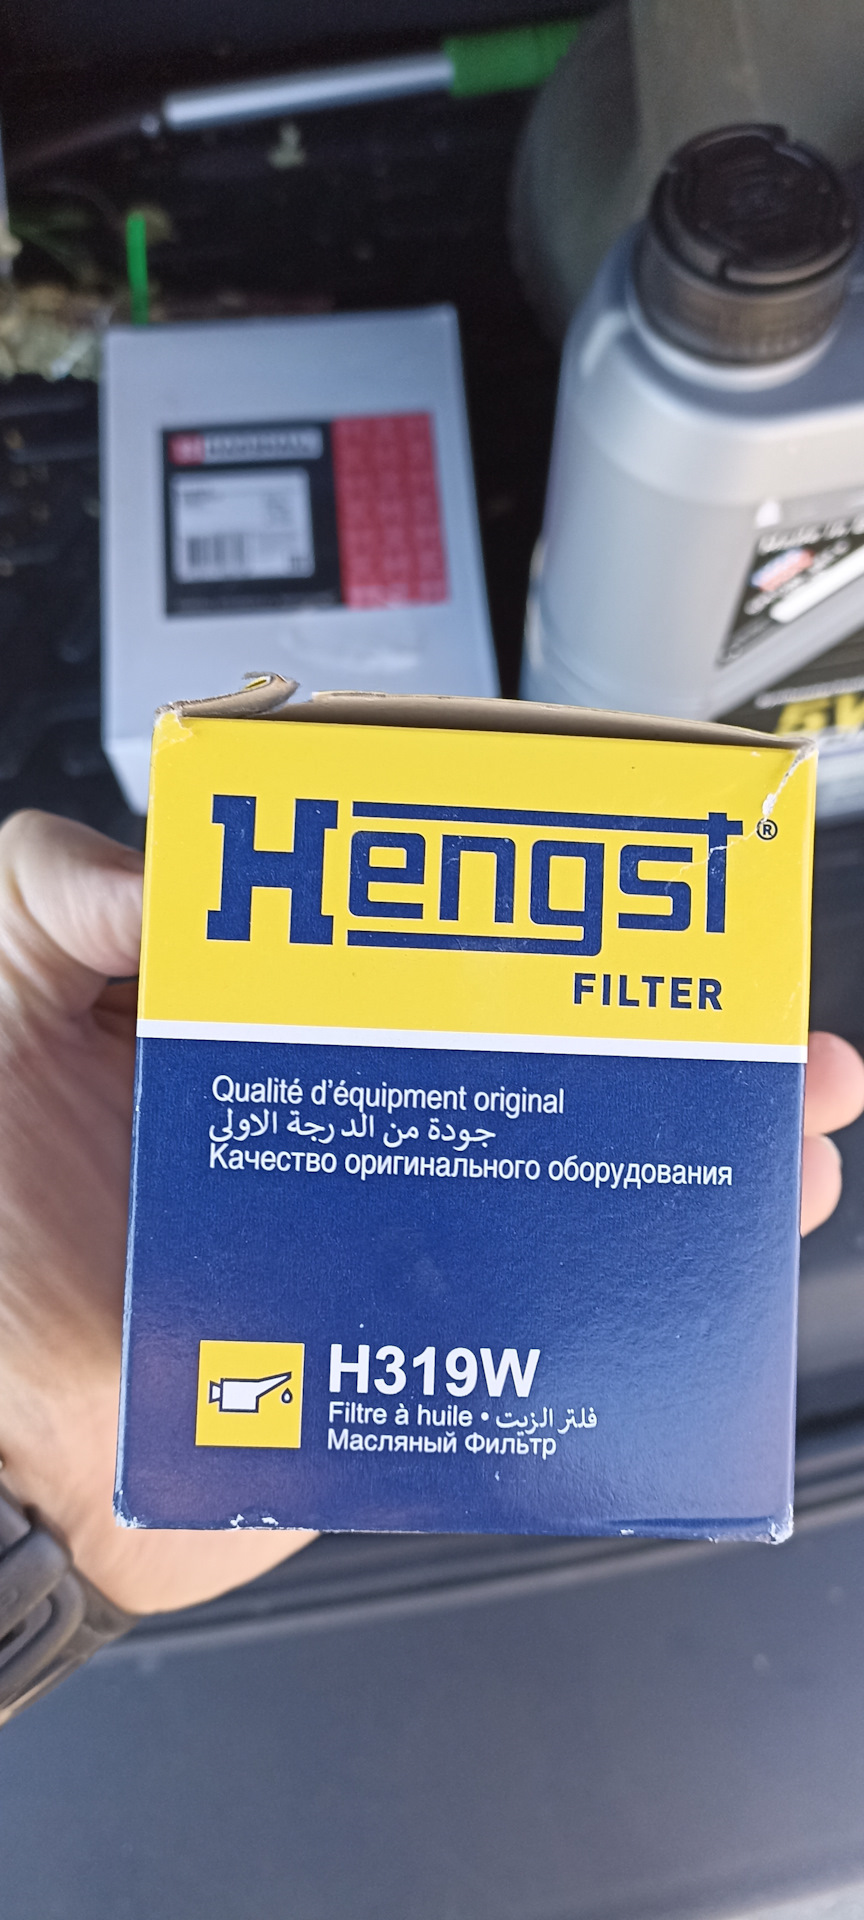 5W
Hengst®
FILTER
Qualité d'équipment original
جودة من الدرجة الاولى
Качество оригинального оборудования
H319W
Filtre à huile • فلتر الزيت
Масляный Фильтр